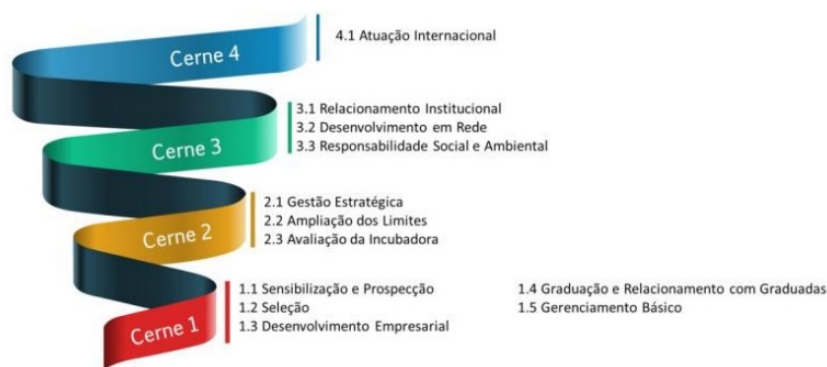 Cerne 4
4.1 Atuação Internacional
Cerne 3
3.1 Relacionamento Institucional
3.2 Desenvolvimento em Rede
3.3 Responsabilidade Social e Ambiental
Cerne 2
2.1 Gestão Estratégica
2.2 Ampliação dos Limites
2.3 Avaliação da Incubadora
Cerne 1
1.1 Sensibilização e Prospecção
1.2 Seleção
1.3 Desenvolvimento Empresarial
1.4 Graduação e Relacionamento com Graduadas
1.5 Gerenciamento Básico